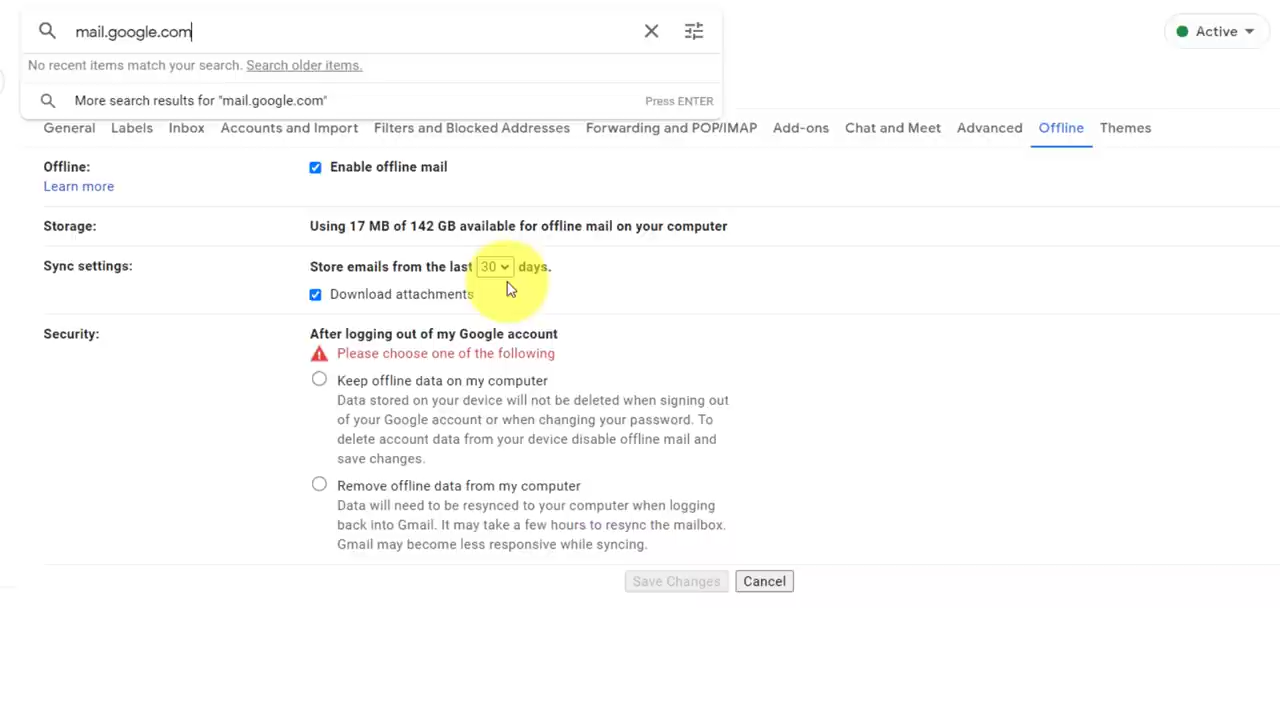 mail.google.com
Active
No recent items match your search. Search older items.
More search results for "mail.google.com" Press ENTER
General Labels Inbox Accounts and Import Filters and Blocked Addresses Forwarding and POP/IMAP Add-ons Chat and Meet Advanced Offline Themes
Offline: Enable offline mail
Learn more
Storage: Using 17 MB of 142 GB available for offline mail on your computer
Sync settings: Store emails from the last 30 days.
Download attachments
Security: After logging out of my Google account
Please choose one of the following
Keep offline data on my computer
Data stored on your device will not be deleted when signing out
of your Google account or when changing your password. To
delete account data from your device disable offline mail and
save changes.
Remove offline data from my computer
Data will need to be resynced to your computer when logging
back into Gmail. It may take a few hours to resync the mailbox.
Gmail may become less responsive while syncing.
Save Changes Cancel